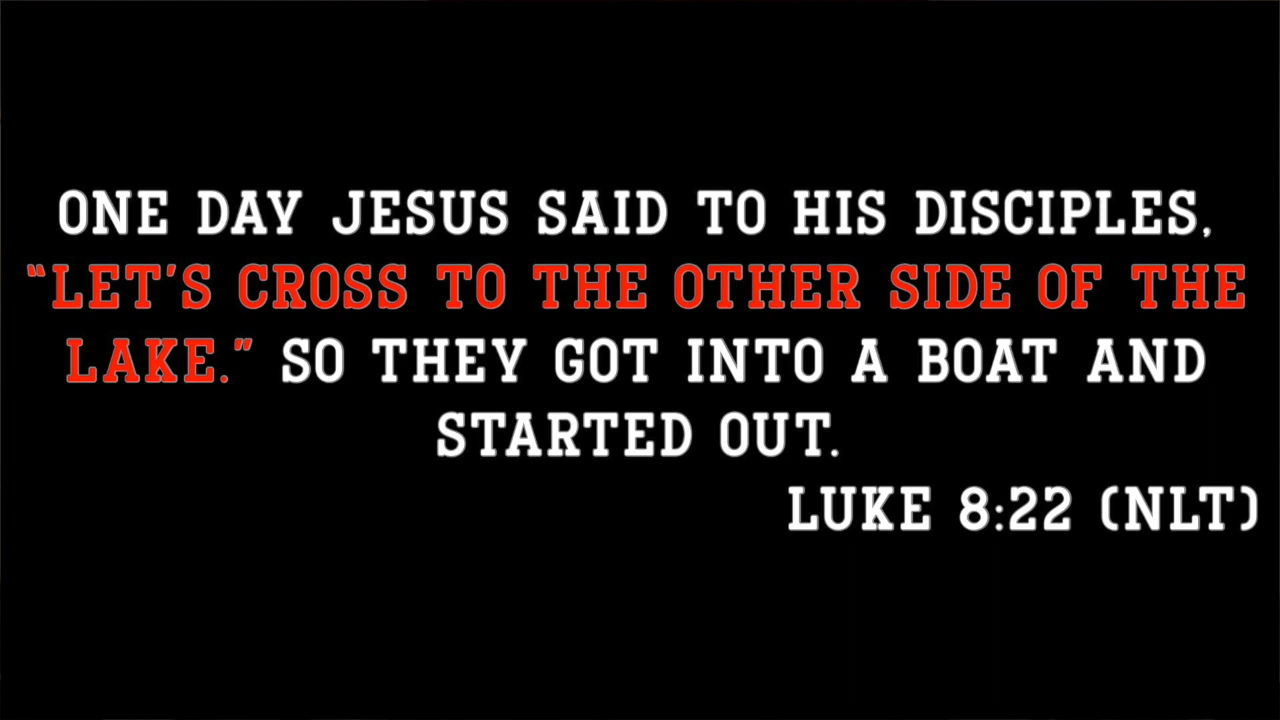 ONE DAY JESUS SAID TO HIS DISCIPLES,
“LET’S CROSS TO THE OTHER SIDE OF THE
LAKE.” SO THEY GOT INTO A BOAT AND
STARTED OUT.
LUKE 8:22 (NLT)